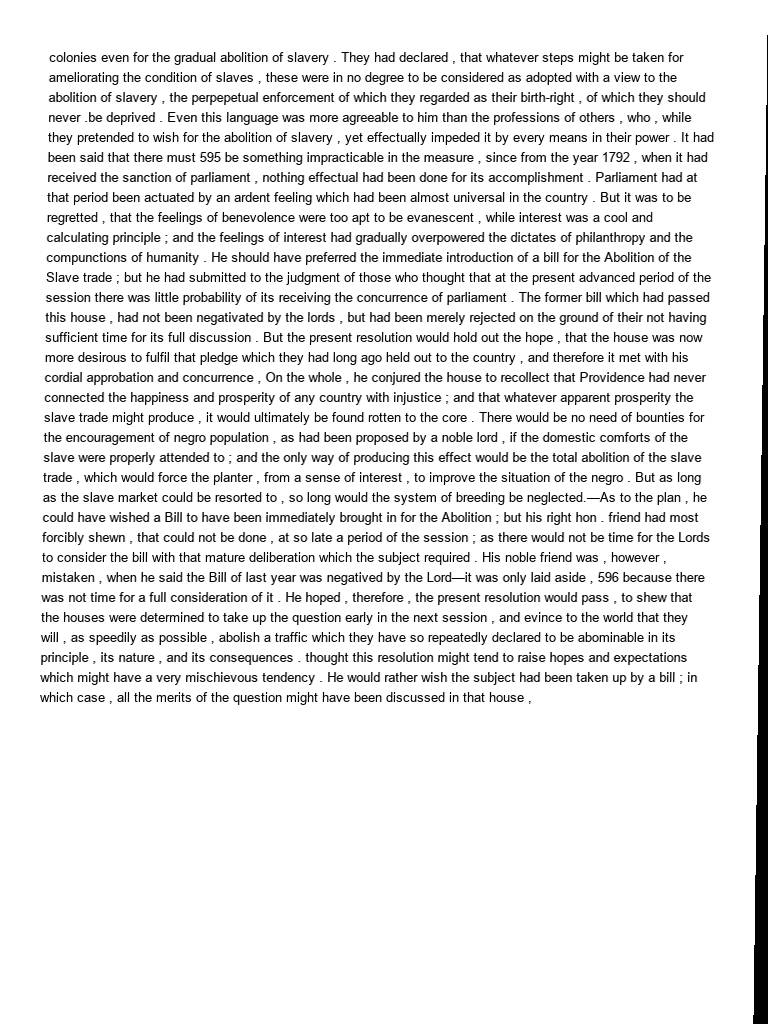 colonies even for the gradual abolition of slavery . They had declared , that whatever steps might be taken for
ameliorating the condition of slaves , these were in no degree to be considered as adopted with a view to the
abolition of slavery , the perpepetual enforcement of which they regarded as their birth-right , of which they should
never .be deprived . Even this language was more agreeable to him than the professions of others , who , while
they pretended to wish for the abolition of slavery , yet effectually impeded it by every means in their power . It had
been said that there must 595 be something impracticable in the measure , since from the year 1792 , when it had
received the sanction of parliament , nothing effectual had been done for its accomplishment . Parliament had at
that period been actuated by an ardent feeling which had been almost universal in the country . But it was to be
regretted , that the feelings of benevolence were too apt to be evanescent , while interest was a cool and
calculating principle ; and the feelings of interest had gradually overpowered the dictates of philanthropy and the
compunctions of humanity . He should have preferred the immediate introduction of a bill for the Abolition of the
Slave trade ; but he had submitted to the judgment of those who thought that at the present advanced period of the
session there was little probability of its receiving the concurrence of parliament . The former bill which had passed
this house , had not been negativated by the lords , but had been merely rejected on the ground of their not having
sufficient time for its full discussion . But the present resolution would hold out the hope , that the house was now
more desirous to fulfil that pledge which they had long ago held out to the country , and therefore it met with his
cordial approbation and concurrence , On the whole , he conjured the house to recollect that Providence had never
connected the happiness and prosperity of any country with injustice ; and that whatever apparent prosperity the
slave trade might produce , it would ultimately be found rotten to the core . There would be no need of bounties for
the encouragement of negro population , as had been proposed by a noble lord , if the domestic comforts of the
slave were properly attended to ; and the only way of producing this effect would be the total abolition of the slave
trade , which would force the planter , from a sense of interest , to improve the situation of the negro . But as long
as the slave market could be resorted to , so long would the system of breeding be neglected.—As to the plan , he
could have wished a Bill to have been immediately brought in for the Abolition ; but his right hon . friend had most
forcibly shewn , that could not be done , at so late a period of the session ; as there would not be time for the Lords
to consider the bill with that mature deliberation which the subject required . His noble friend was , however ,
mistaken , when he said the Bill of last year was negatived by the Lord—it was only laid aside , 596 because there
was not time for a full consideration of it . He hoped , therefore , the present resolution would pass , to shew that
the houses were determined to take up the question early in the next session , and evince to the world that they
will , as speedily as possible , abolish a traffic which they have so repeatedly declared to be abominable in its
principle , its nature , and its consequences . thought this resolution might tend to raise hopes and expectations
which might have a very mischievous tendency . He would rather wish the subject had been taken up by a bill ; in
which case , all the merits of the question might have been discussed in that house ,